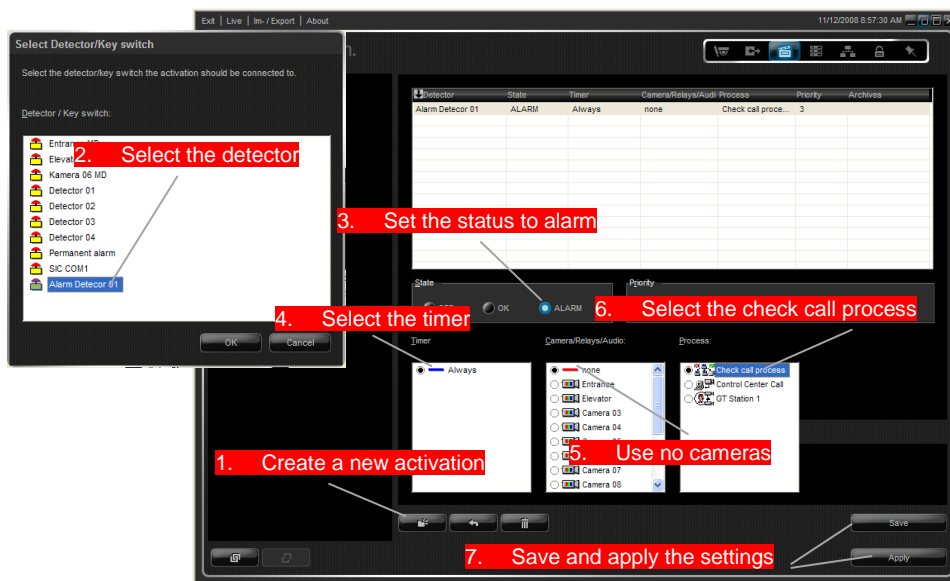 Exit | Live | Im- / Export | About
11/12/2008 8:57:30 AM
Select Detector/Key switch
n.
Select the detector/key switch the activation should be connected to.
Detector / Key switch:
Entrance MD
Elevat
2. Select the detector
Kamera 06 MD
Detector 01
Detector 02
Detector 03
Detector 04
Permanent alarm
SIC COM1
Alarm Detecor 01
OK
Cancel
Detector State Timer Camera/Relays/Audi Process Priority Archives
Alarm Detecor 01 ALARM Always none Check call proce... 3
3. Set the status to alarm
State
Priority
OFF OK ALARM
6. Select the check call process
4. Select the timer
Timer
Camera/Relays/Audio:
Process:
Always
none
Entrance
Elevator
Camera 03
Camera 04
5. Use no cameras
Camera 07
Camera 08
Check call process
Control Center Call
GT Station 1
1. Create a new activation
Save
7. Save and apply the settings
Apply